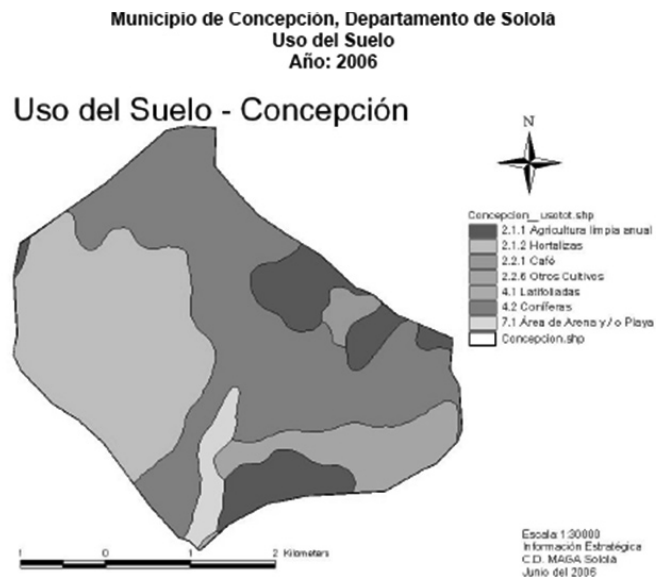 Municipio de Concepción, Departamento de Sololá
Uso del Suelo
Año: 2006
Uso del Suelo - Concepción
N
Concepcion_usotot.shp
2.1.1 Agricultura limpia anual
2.1.2 Hortalizas
2.2.1 Café
2.2.6 Otros Cultivos
4.1 Latifoliadas
4.2 Coníferas
7.1 Área de Arena y / o Playa
Concepcion.shp
1 0 1 2 Kilometers
Escala 1:30000
Información Estratégica
C.D. MAGA Sololá
Junio del 2006